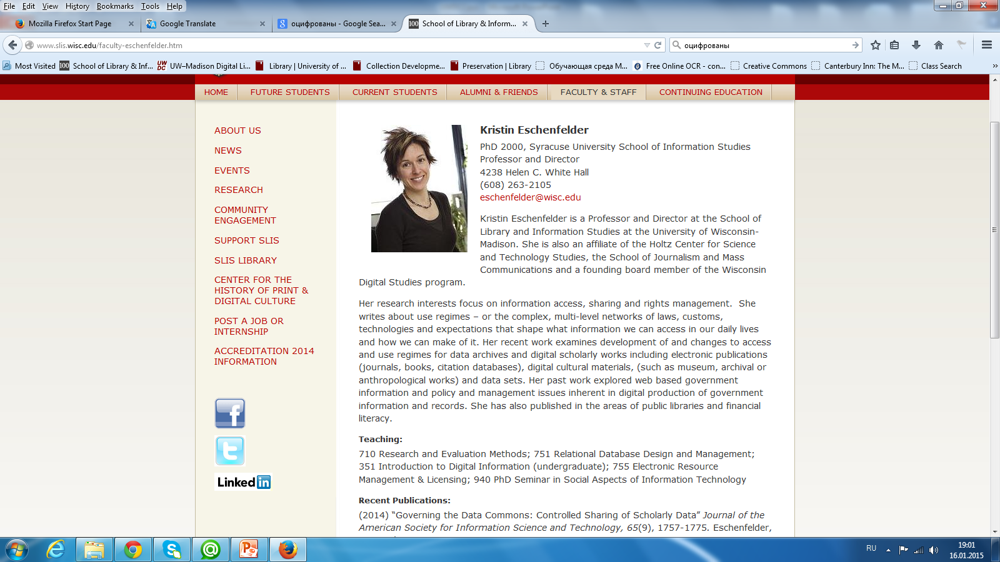 File Edit View History Bookmarks Tools Help
Mozilla Firefox Start Page
Google Translate
оцифрованы - Google Sea...
School of Library & Inform...
www.slis.wisc.edu/faculty-eschenfelder.htm
оцифрованы
Most Visited
School of Library & Inf...
UW–Madison Digital Li...
Library | University of ...
Collection Developme...
Preservation | Library
Обучающая среда M...
Free Online OCR - con...
Creative Commons
Canterbury Inn: The M...
Class Search
HOME
FUTURE STUDENTS
CURRENT STUDENTS
ALUMNI & FRIENDS
FACULTY & STAFF
CONTINUING EDUCATION
ABOUT US
NEWS
EVENTS
RESEARCH
COMMUNITY
ENGAGEMENT
SUPPORT SLIS
SLIS LIBRARY
CENTER FOR THE
HISTORY OF PRINT &
DIGITAL CULTURE
POST A JOB OR
INTERNSHIP
ACCREDITATION 2014
INFORMATION
Linked in
Kristin Eschenfelder
PhD 2000, Syracuse University School of Information Studies
Professor and Director
4238 Helen C. White Hall
(608) 263-2105
eschenfelder@wisc.edu
Kristin Eschenfelder is a Professor and Director at the School of
Library and Information Studies at the University of Wisconsin-
Madison. She is also an affiliate of the Holtz Center for Science
and Technology Studies, the School of Journalism and Mass
Communications and a founding board member of the Wisconsin
Digital Studies program.
Her research interests focus on information access, sharing and rights management.  She
writes about use regimes – or the complex, multi-level networks of laws, customs,
technologies and expectations that shape what information we can access in our daily lives
and how we can make of it. Her recent work examines development of and changes to access
and use regimes for data archives and digital scholarly works including electronic publications
(journals, books, citation databases), digital cultural materials, (such as museum, archival or
anthropological works) and data sets. Her past work explored web based government
information and policy and management issues inherent in digital production of government
information and records. She has also published in the areas of public libraries and financial
literacy.
Teaching:
710 Research and Evaluation Methods; 751 Relational Database Design and Management;
351 Introduction to Digital Information (undergraduate); 755 Electronic Resource
Management & Licensing; 940 PhD Seminar in Social Aspects of Information Technology
Recent Publications:
(2014) “Governing the Data Commons: Controlled Sharing of Scholarly Data” Journal of the
American Society for Information Science and Technology, 65(9), 1757-1775. Eschenfelder,
RU
19:01
16.01.2015